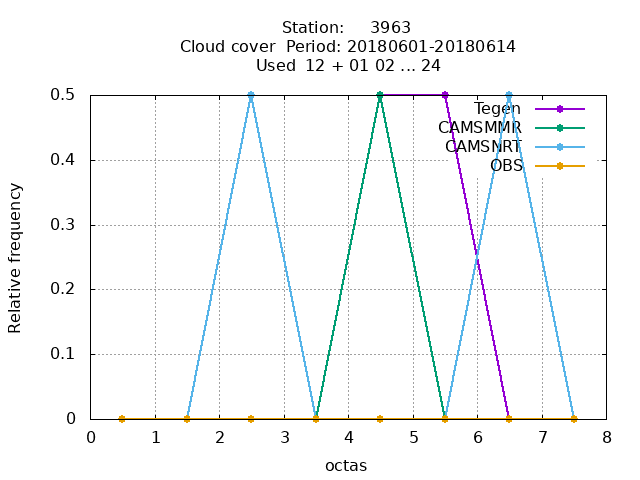 Station: 3963
Cloud cover Period: 20180601-20180614
Used 12 + 01 02 ... 24
Relative frequency
0.5
0.4
0.3
0.2
0.1
0
Tegen
CAMSMMR
CAMSNRT
OBS
0 1 2 3 4 5 6 7 8
octas